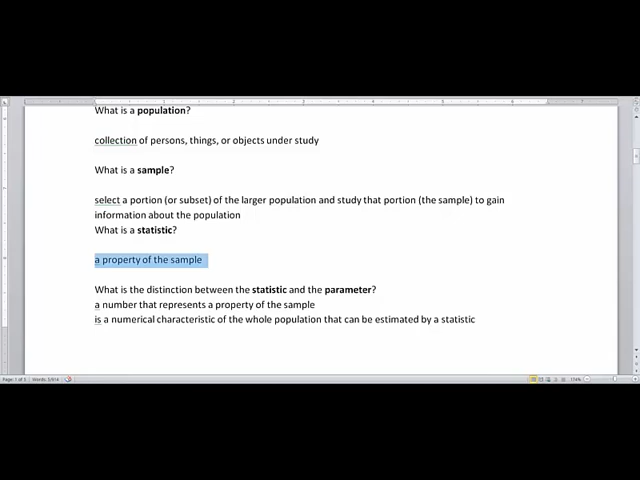 What is a population?
collection of persons, things, or objects under study
What is a sample?
select a portion (or subset) of the larger population and study that portion (the sample) to gain
information about the population
What is a statistic?
a property of the sample
What is the distinction between the statistic and the parameter?
a number that represents a property of the sample
is a numerical characteristic of the whole population that can be estimated by a statistic